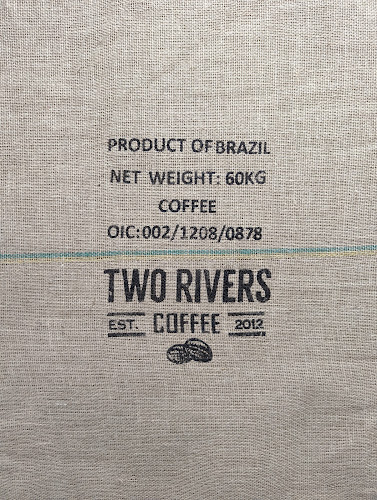 PRODUCT OF BRAZIL
NET WEIGHT: 60KG
COFFEE
OIC: 002/1208/0878
TWO RIVERS
EST. COFFEE 2012